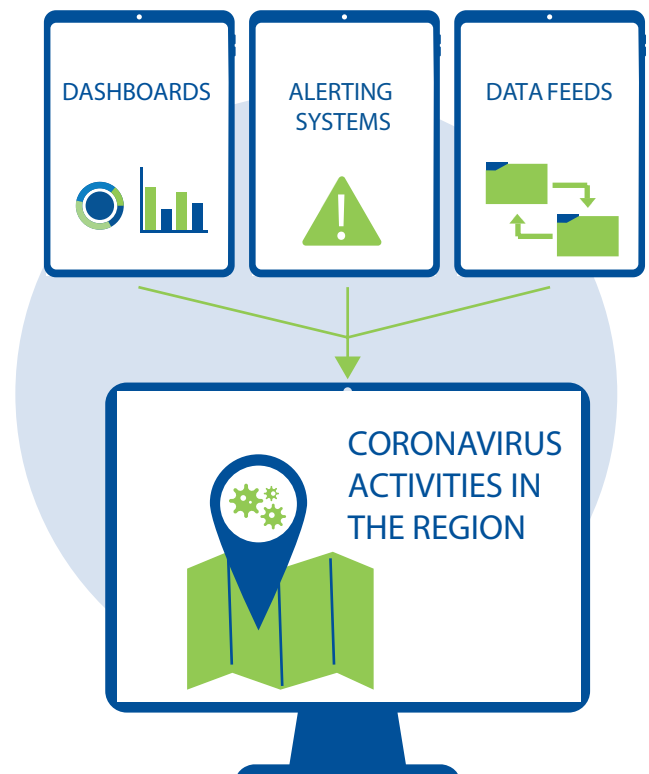 DASHBOARDS
ALERTING
SYSTEMS
DATA FEEDS
CORONAVIRUS
ACTIVITIES IN
THE REGION